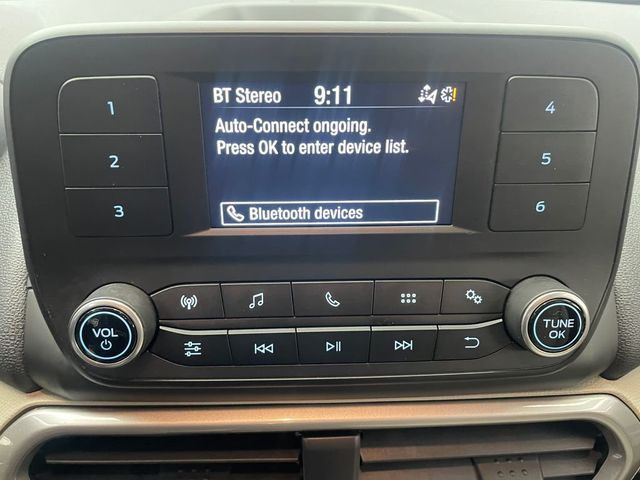 BT Stereo 9:11
Auto-Connect ongoing.
Press OK to enter device list.
Bluetooth devices
1
2
3
4
5
6
VOL
TUNE
OK